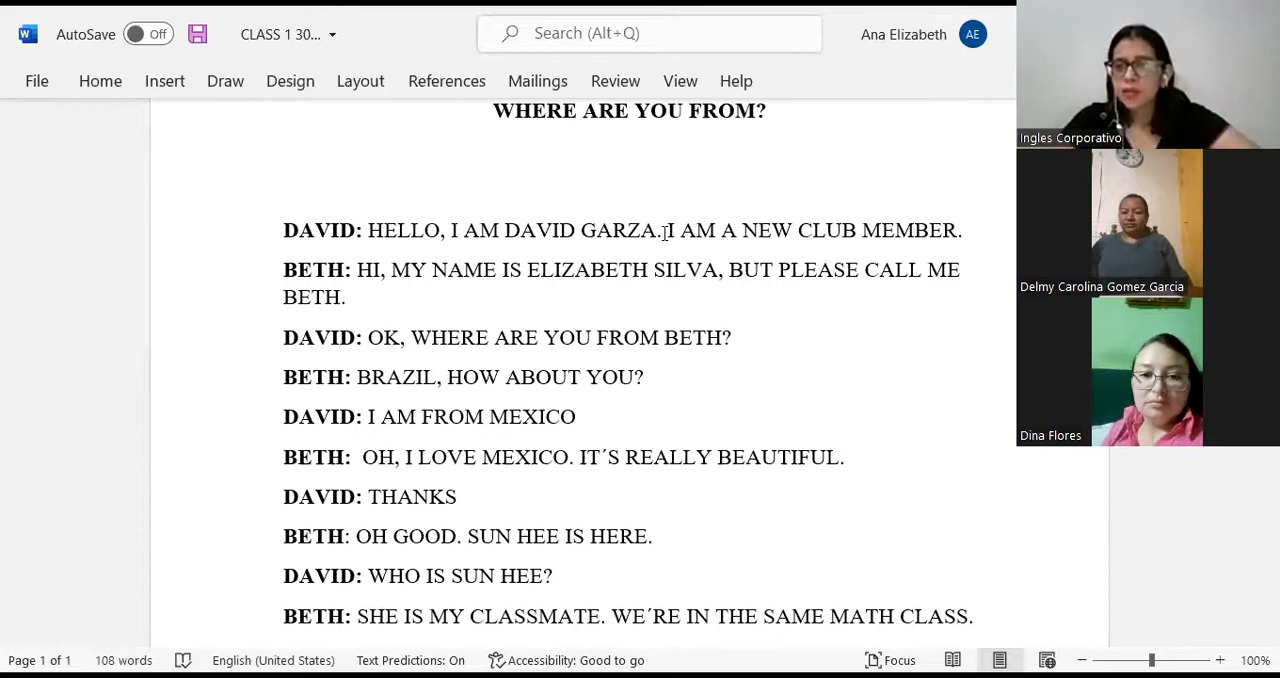 AutoSave Off CLASS 1 30... Search (Alt+Q) Ana Elizabeth AE
File Home Insert Draw Design Layout References Mailings Review View Help
Ingles Corporativo
Delmy Carolina Gomez Garcia
Dina Flores
WHERE ARE YOU FROM?
DAVID: HELLO, I AM DAVID GARZA. I AM A NEW CLUB MEMBER.
BETH: HI, MY NAME IS ELIZABETH SILVA, BUT PLEASE CALL ME
BETH.
DAVID: OK, WHERE ARE YOU FROM BETH?
BETH: BRAZIL, HOW ABOUT YOU?
DAVID: I AM FROM MEXICO
BETH: OH, I LOVE MEXICO. IT´S REALLY BEAUTIFUL.
DAVID: THANKS
BETH: OH GOOD. SUN HEE IS HERE.
DAVID: WHO IS SUN HEE?
BETH: SHE IS MY CLASSMATE. WE´RE IN THE SAME MATH CLASS.
Page 1 of 1 108 words English (United States) Text Predictions: On Accessibility: Good to go Focus 100%